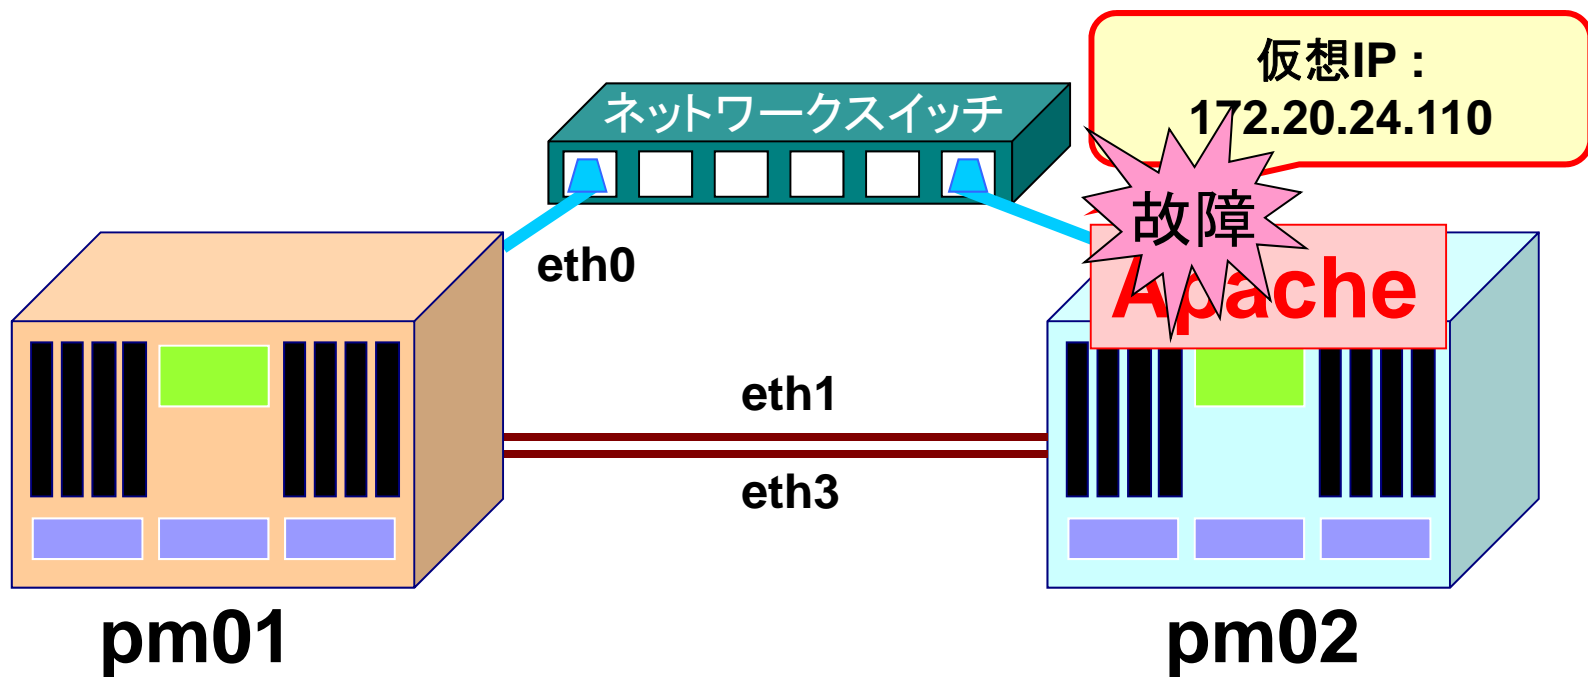 仮想IP：
172.20.24.110
ネットワークスイッチ
故障
eth0
Apache
eth1
eth3
pm01
pm02